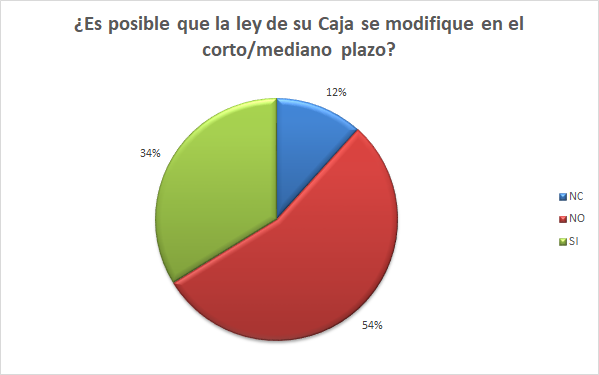 ¿Es posible que la ley de su Caja se modifique en el
corto/mediano plazo?
12%
34%
NC
NO
SI
54%